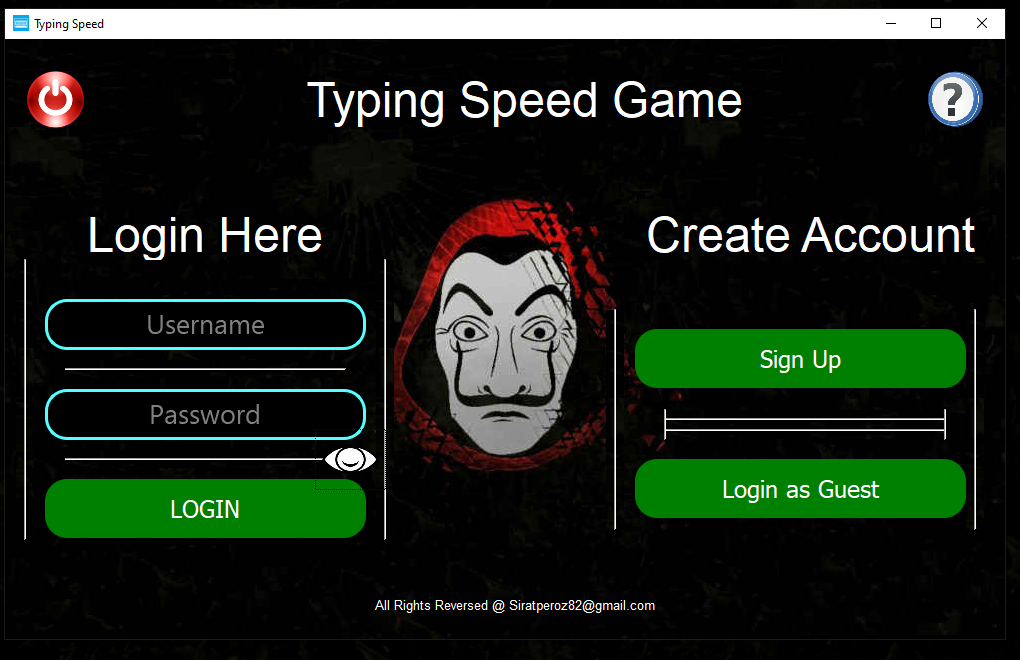 Typing Speed
Typing Speed Game
?
Login Here
Username
Password
LOGIN
Create Account
Sign Up
Login as Guest
All Rights Reversed @ Siratperoz82@gmail.com